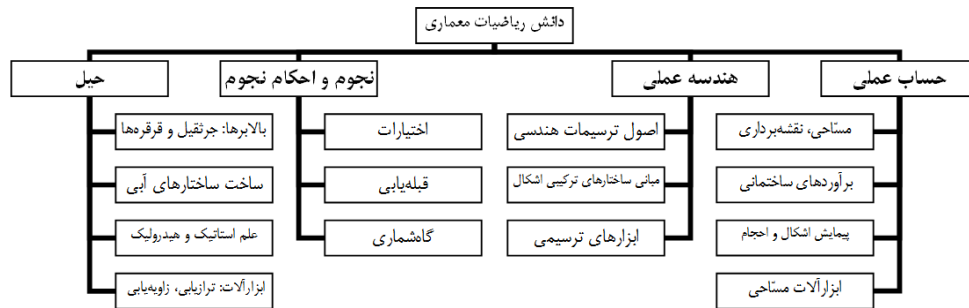 دانش ریاضیات معماری
حساب عملی
هندسه عملی
نجوم و احکام نجوم
حیل
مسّاحی، نقشه‌برداری
اصول ترسیمات هندسی
اختیارات
بالابرها: جرثقیل و قرقره‌ها
برآوردهای ساختمانی
مبانی ساختارهای ترکیبی اشکال
قبله‌یابی
ساخت ساختارهای آبی
پیمایش اشکال و احجام
ابزارهای ترسیمی
گاه‌شماری
علم استاتیک و هیدرولیک
ابزارآلات مسّاحی
ابزارآلات: ترازیابی، زاویه‌یابی